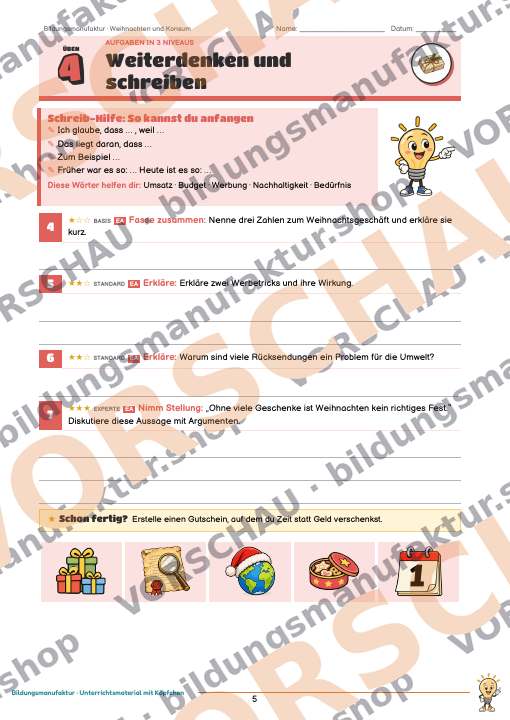 Bildungsmanufaktur · Weihnachten und Konsum
Name: Datum:
ÜBEN
4
AUFGABEN IN 3 NIVEAUS
Weiterdenken und
schreiben
Schreib-Hilfe: So kannst du anfangen
Ich glaube, dass ... , weil ...
Das liegt daran, dass ...
Zum Beispiel ...
Früher war es so: ... Heute ist es so: ...
Diese Wörter helfen dir: Umsatz · Budget · Werbung · Nachhaltigkeit · Bedürfnis
4 ★☆☆ BASIS EA Fasse zusammen: Nenne drei Zahlen zum Weihnachtsgeschäft und erkläre sie
kurz.
5 ★★☆ STANDARD EA Erkläre: Erkläre zwei Werbetricks und ihre Wirkung.
6 ★★☆ STANDARD EA Erkläre: Warum sind viele Rücksendungen ein Problem für die Umwelt?
7 ★★★ EXPERTE EA Nimm Stellung: „Ohne viele Geschenke ist Weihnachten kein richtiges Fest."
Diskutiere diese Aussage mit Argumenten.
★ Schon fertig? Erstelle einen Gutschein, auf dem du Zeit statt Geld verschenkst.
1
Bildungsmanufaktur · Unterrichtsmaterial mit Köpfchen
5
VORSCHAU · bildungsmanufaktur.shop